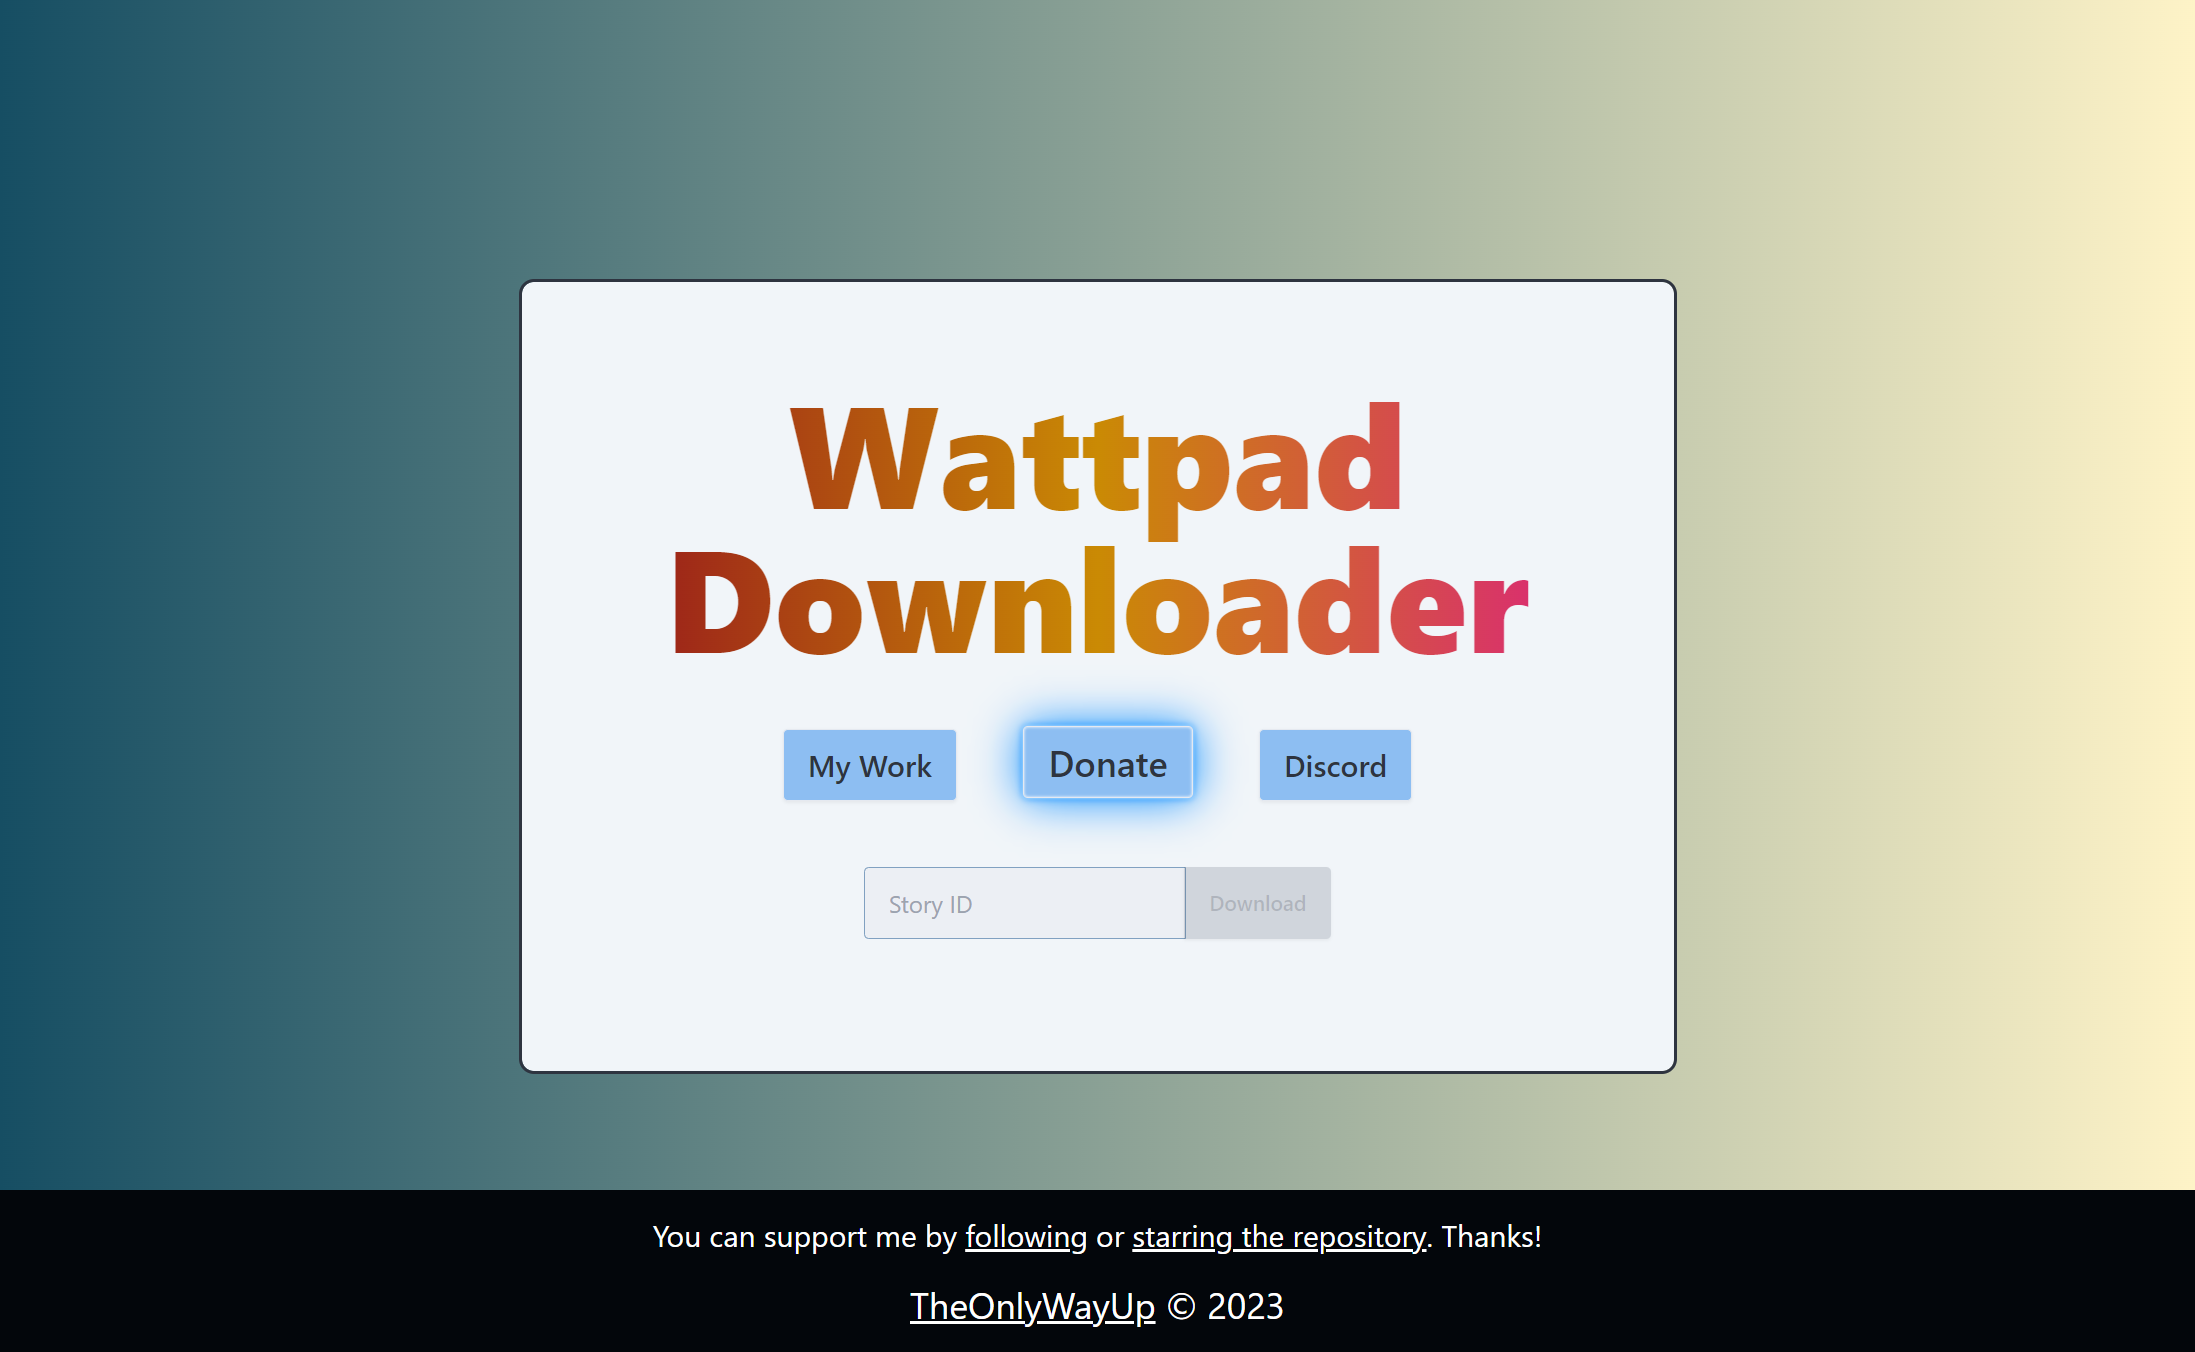 Wattpad
Downloader
My Work Donate Discord
Story ID Download
You can support me by following or starring the repository. Thanks!
TheOnlyWayUp © 2023